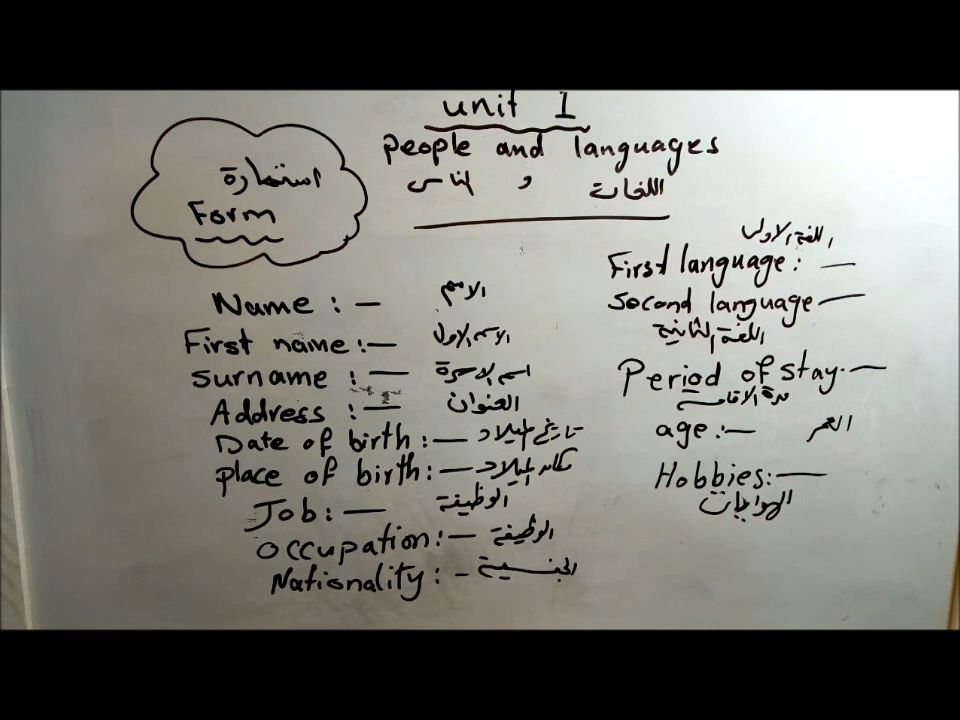 unit 1
People and languages
الناس و اللغات
استمارة
Form
Name : — الاسم
First name :— الاسم الاول
surname : — اسم الاسرة
Address : — العنوان
Date of birth : — تاريخ الميلاد
place of birth : — مكان الميلاد
Job : — الوظيفة
occupation : — الوظيفة
Nationality : - الجنسية
اللغة الاولى
First language : —
second language —
اللغة الثانية
Period of stay. —
مدة الاقامة
age :— العمر
Hobbies: —
الهوايات